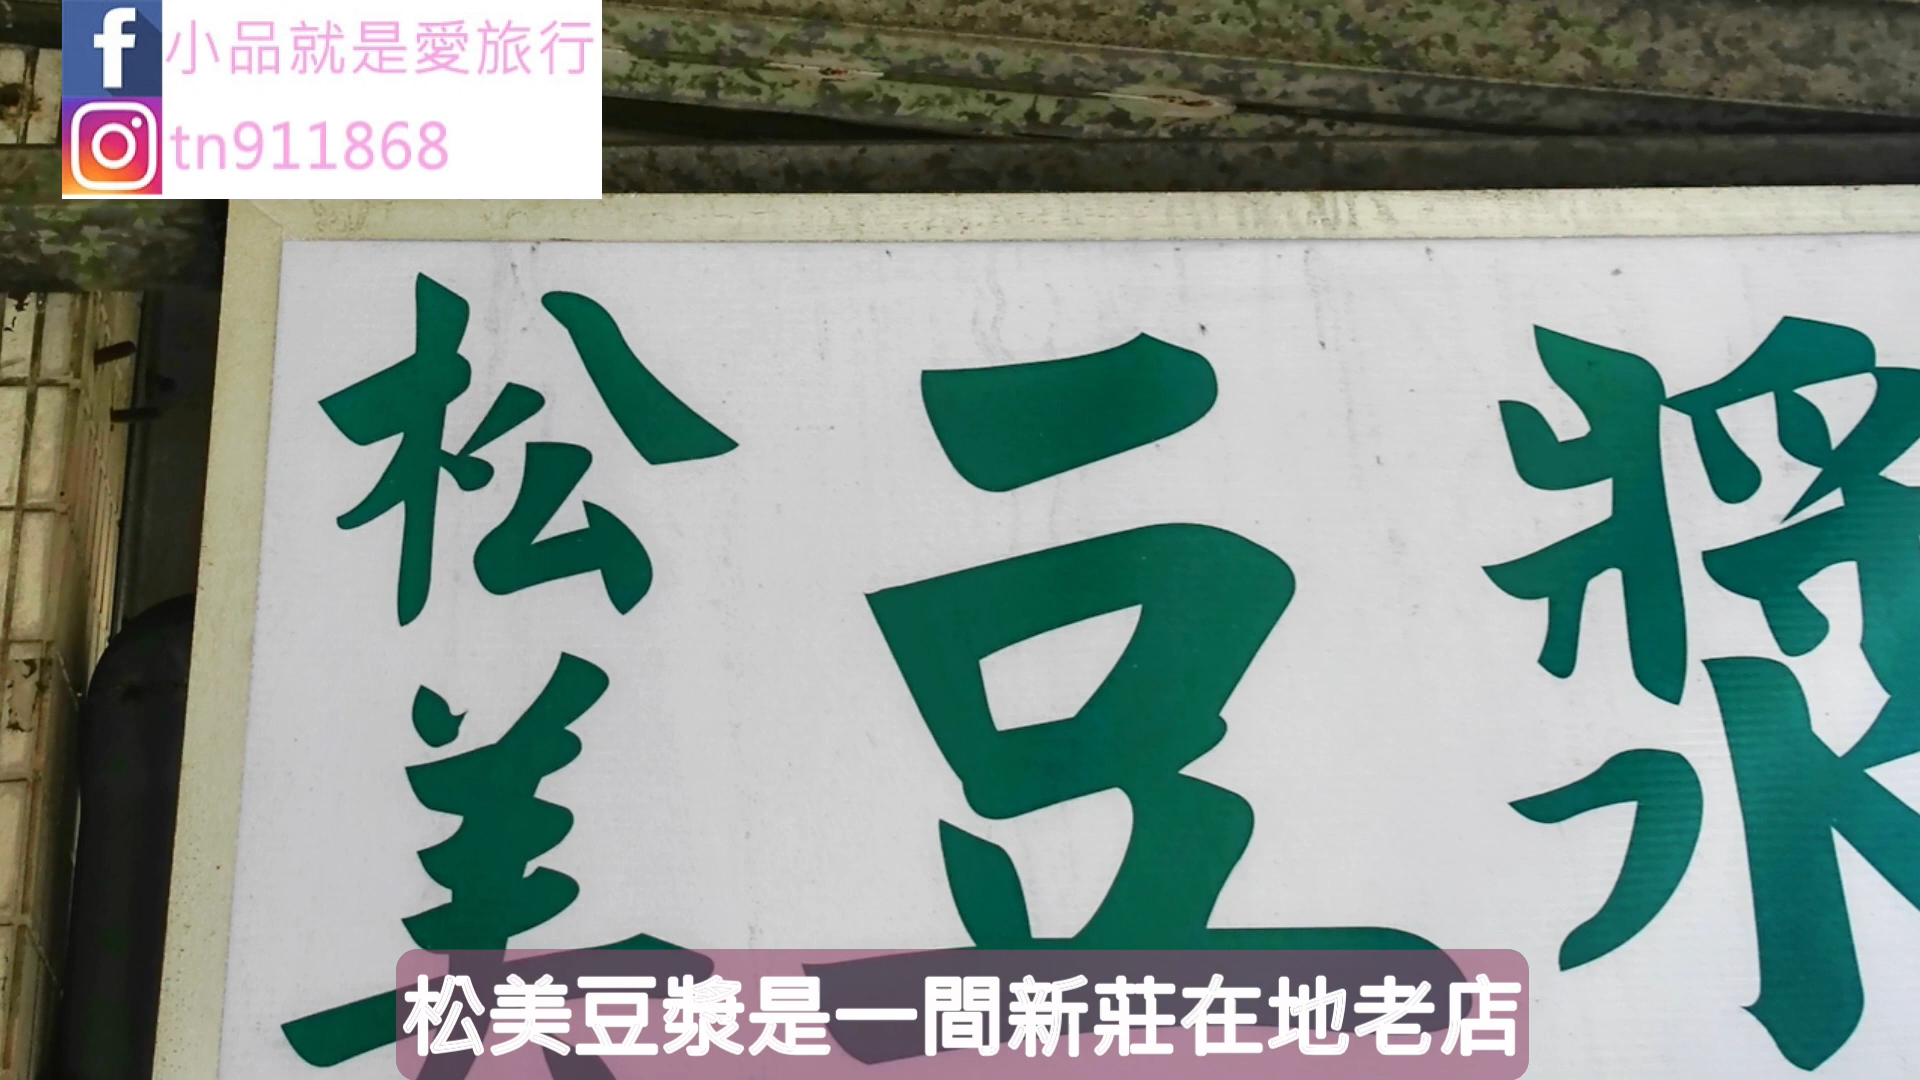 小品就是愛旅行
tn911868
松美
豆漿
松美豆漿是一間新莊在地老店